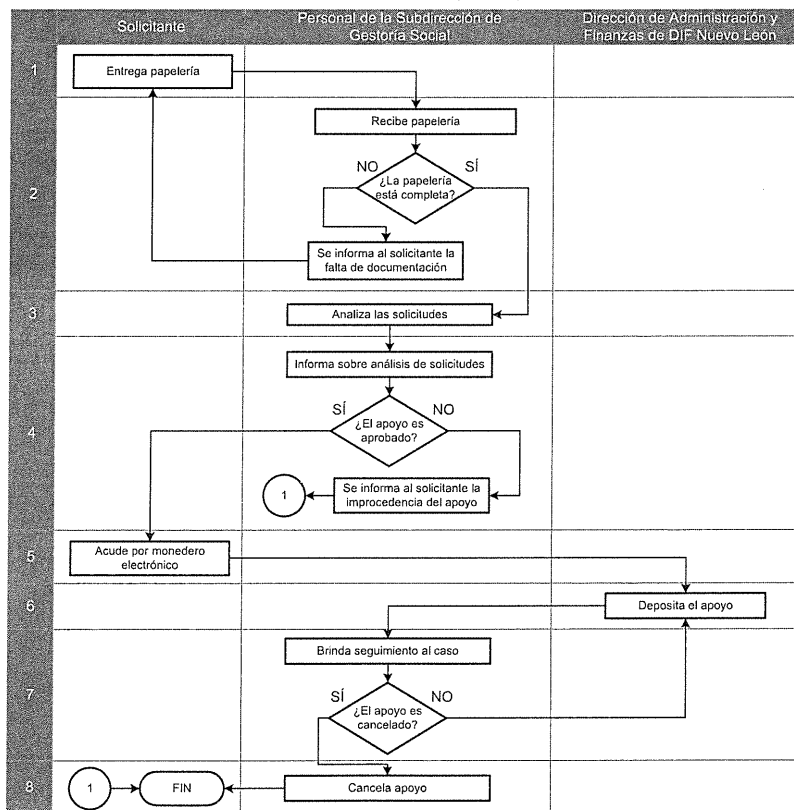 Solicitante
Personal de la Subdirección de
Gestoría Social
Dirección de Administración y
Finanzas de DIF Nuevo León
1
Entrega papelería
2
Recibe papelería
NO
SÍ
¿La papelería
está completa?
Se informa al solicitante la
falta de documentación
3
Analiza las solicitudes
4
Informa sobre análisis de solicitudes
SÍ
NO
¿El apoyo es
aprobado?
1
Se informa al solicitante la
improcedencia del apoyo
5
Acude por monedero
electrónico
6
Deposita el apoyo
7
Brinda seguimiento al caso
SÍ
NO
¿El apoyo es
cancelado?
8
1
FIN
Cancela apoyo